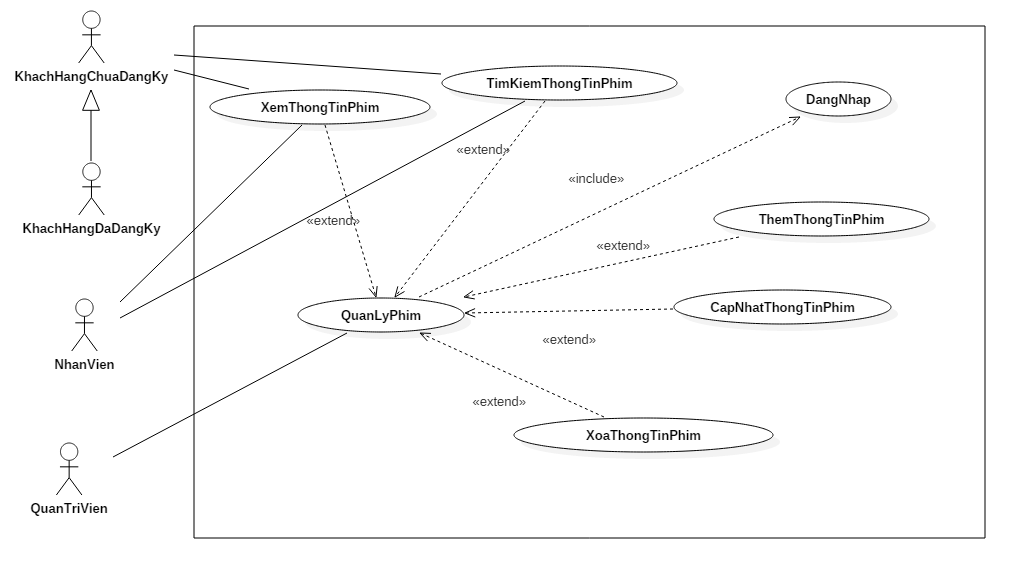 KhachHangChuaDangKy
TimKiemThongTinPhim
XemThongTinPhim
DangNhap
«extend»
«include»
KhachHangDaDangKy
«extend»
ThemThongTinPhim
«extend»
QuanLyPhim
CapNhatThongTinPhim
NhanVien
«extend»
«extend»
XoaThongTinPhim
QuanTriVien